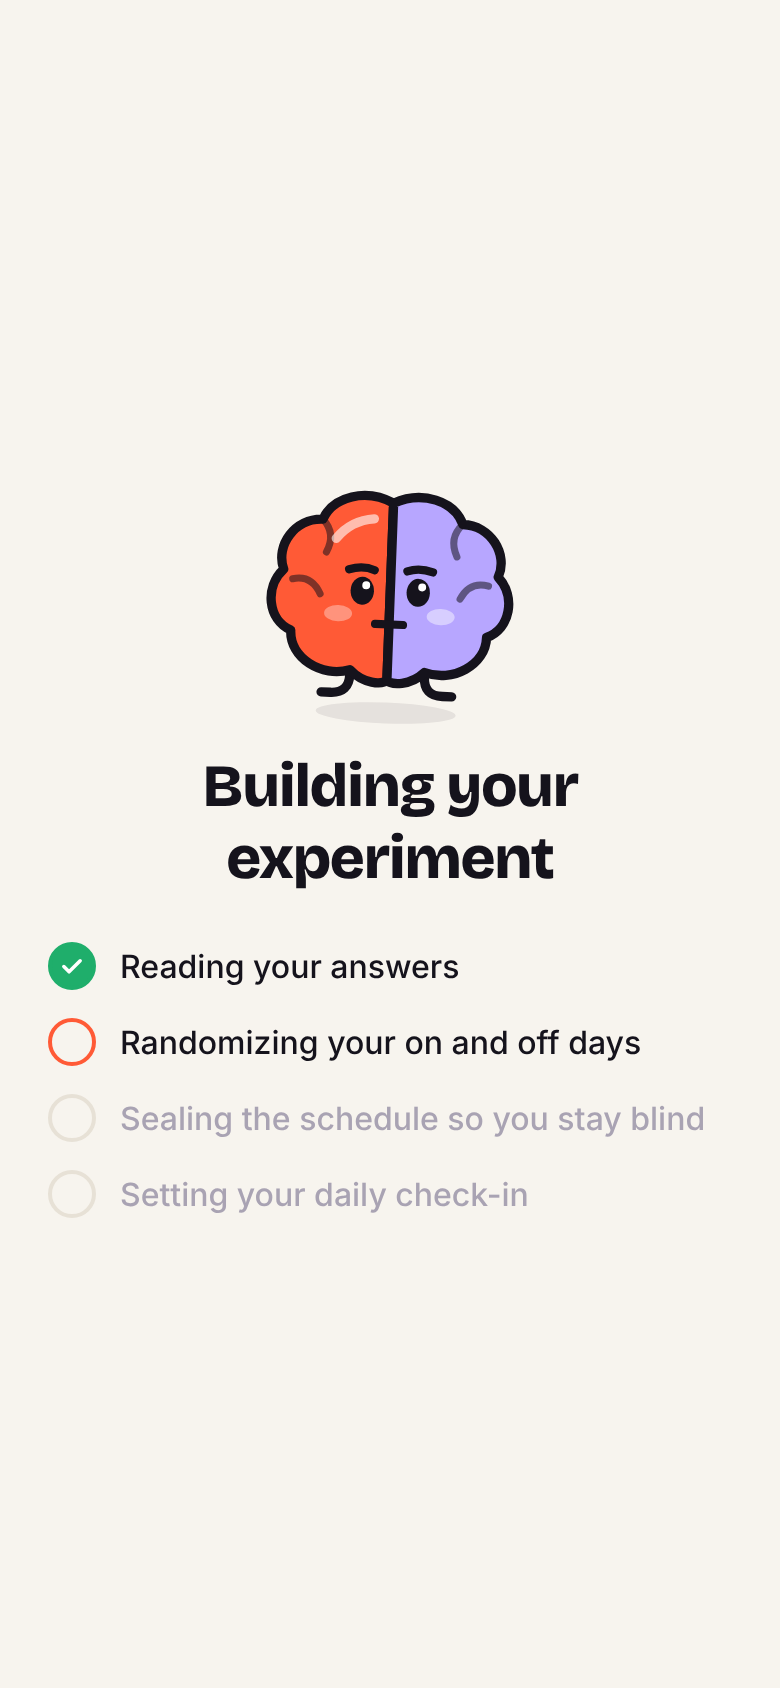 Building your
experiment
Reading your answers
Randomizing your on and off days
Sealing the schedule so you stay blind
Setting your daily check-in